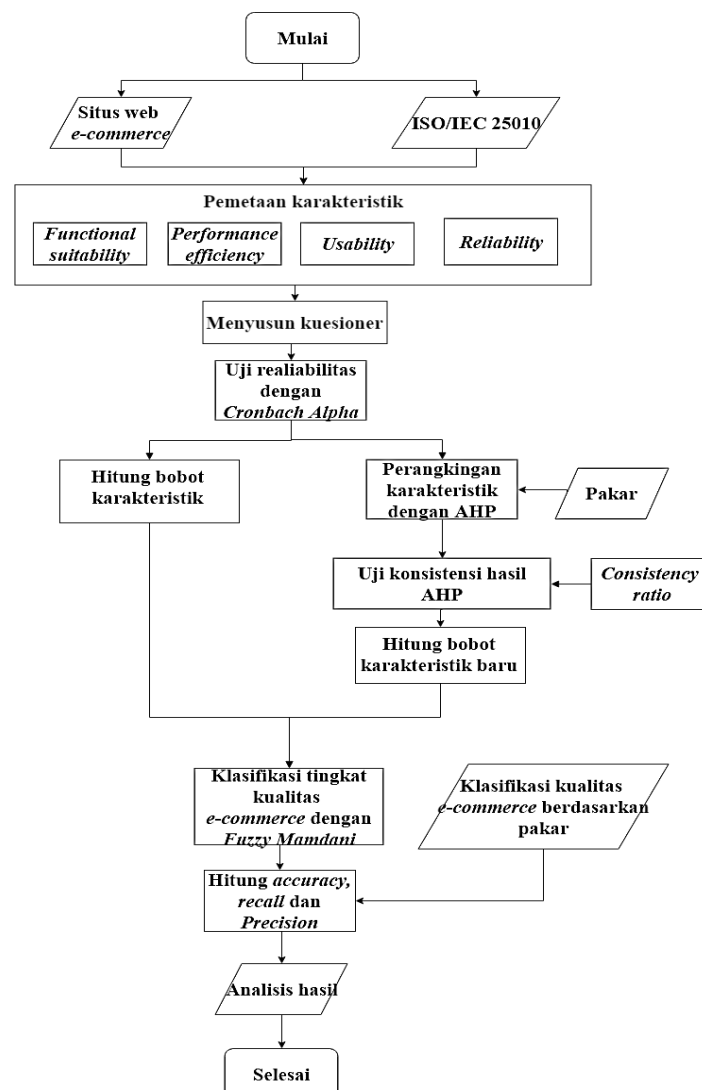 Mulai
Situs web
e-commerce
ISO/IEC 25010
Pemetaan karakteristik
Functional
suitability
Performance
efficiency
Usability
Reliability
Menyusun kuesioner
Uji realiabilitas
dengan
Cronbach Alpha
Hitung bobot
karakteristik
Perangkingan
karakteristik
dengan AHP
Pakar
Uji konsistensi hasil
AHP
Consistency
ratio
Hitung bobot
karakteristik baru
Klasifikasi tingkat
kualitas
e-commerce dengan
Fuzzy Mamdani
Klasifikasi kualitas
e-commerce berdasarkan
pakar
Hitung accuracy,
recall dan
Precision
Analisis hasil
Selesai